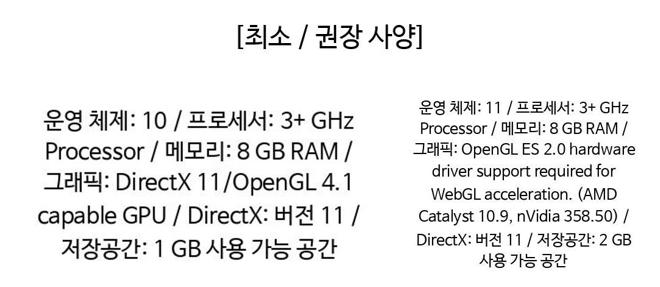 [최소 / 권장 사양]
운영 체제: 10 / 프로세서: 3+ GHz
Processor / 메모리: 8 GB RAM /
그래픽: DirectX 11/OpenGL 4.1
capable GPU / DirectX: 버전 11 /
저장공간: 1 GB 사용 가능 공간
운영 체제: 11 / 프로세서: 3+ GHz
Processor / 메모리: 8 GB RAM /
그래픽: OpenGL ES 2.0 hardware
driver support required for
WebGL acceleration. (AMD
Catalyst 10.9, nVidia 358.50) /
DirectX: 버전 11 / 저장공간: 2 GB
사용 가능 공간